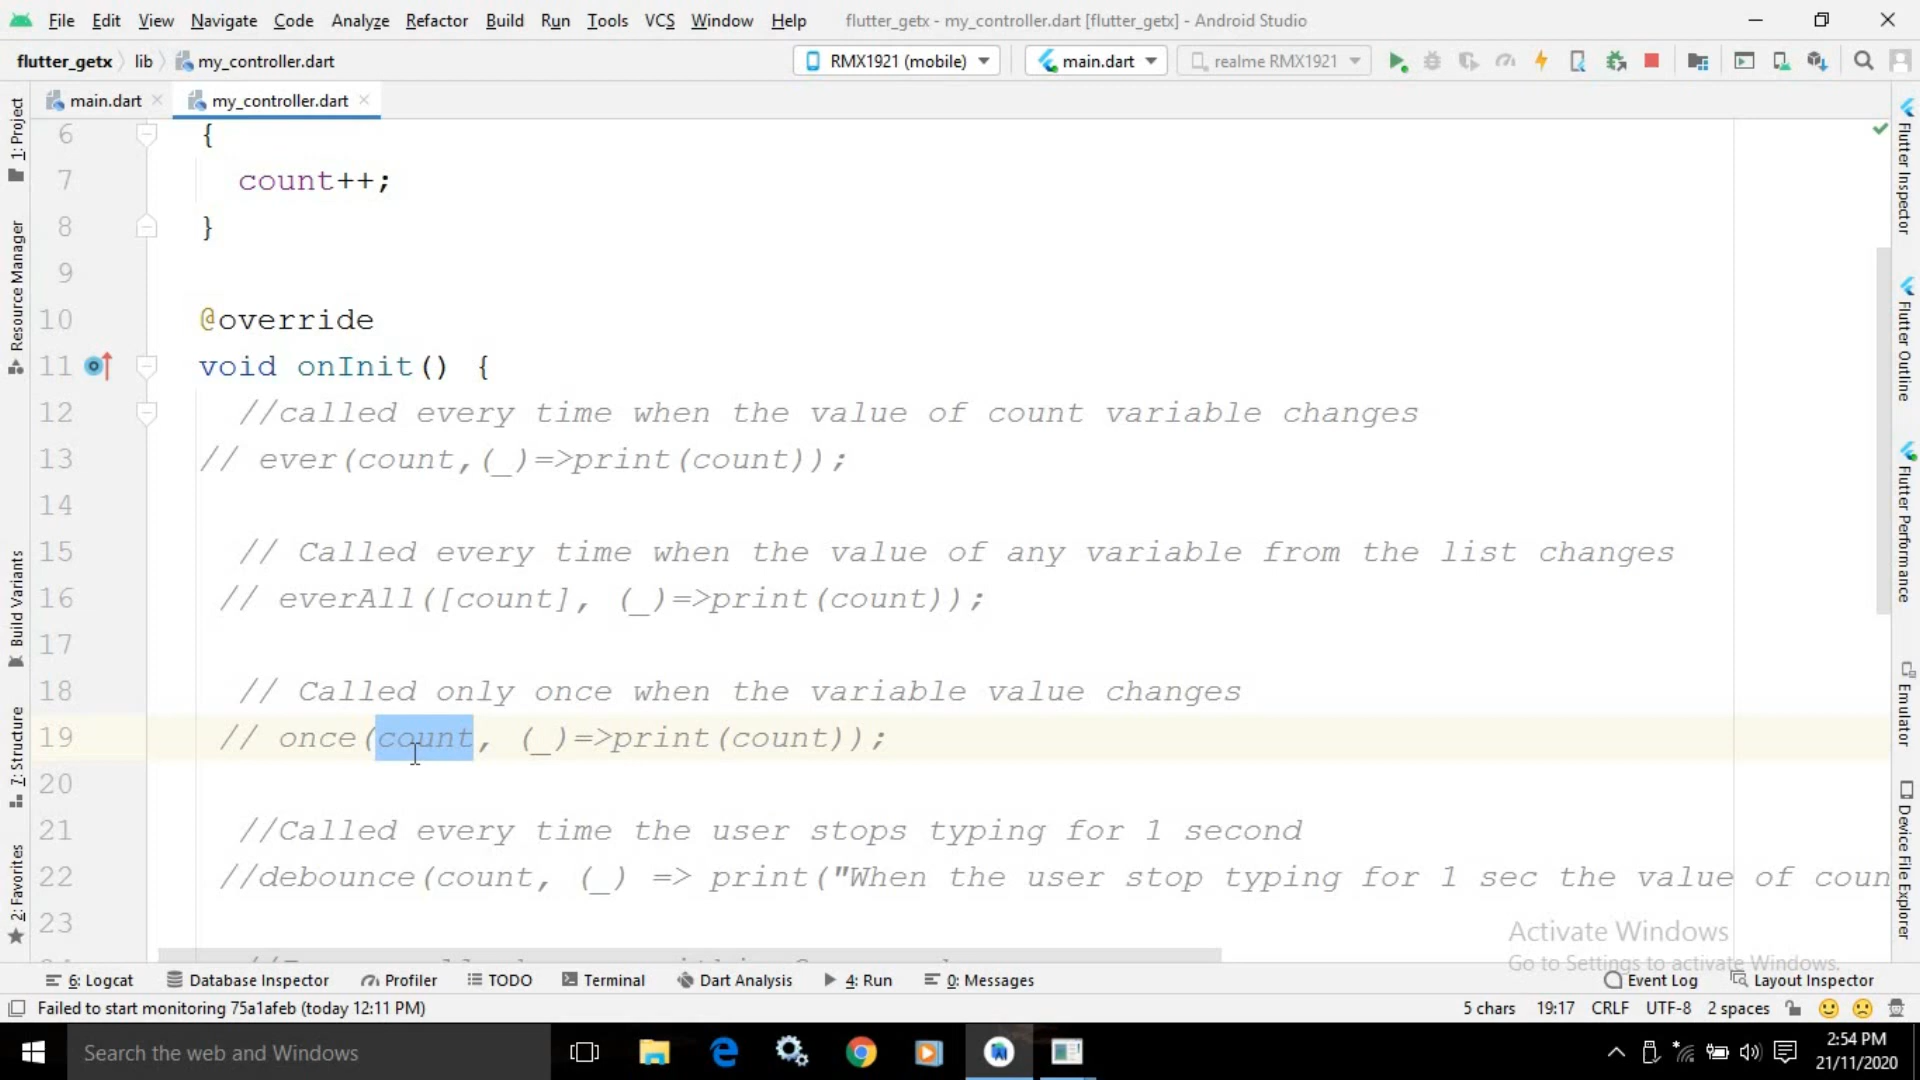 File Edit View Navigate Code Analyze Refactor Build Run Tools VCS Window Help flutter_getx - my_controller.dart [flutter_getx] - Android Studio
flutter_getx lib my_controller.dart RMX1921 (mobile) main.dart realme RMX1921
main.dart my_controller.dart
1: Project
Resource Manager
Build Variants
7: Structure
2: Favorites
6 {
7 count++;
8 }
9
10 @override
11 void onInit() {
12 //called every time when the value of count variable changes
13 // ever(count,(_)=>print(count));
14
15 // Called every time when the value of any variable from the list changes
16 // everAll([count], (_)=>print(count));
17
18 // Called only once when the variable value changes
19 // once(count, (_)=>print(count));
20
21 //Called every time the user stops typing for 1 second
22 //debounce(count, (_) => print("When the user stop typing for 1 sec the value of coun
23
Flutter Inspector
Flutter Outline
Flutter Performance
Emulator
Device File Explorer
Activate Windows
Go to Settings to activate Windows.
6: Logcat Database Inspector Profiler TODO Terminal Dart Analysis 4: Run 0: Messages Event Log Layout Inspector
Failed to start monitoring 75a1afeb (today 12:11 PM) 5 chars 19:17 CRLF UTF-8 2 spaces
Search the web and Windows
2:54 PM
21/11/2020